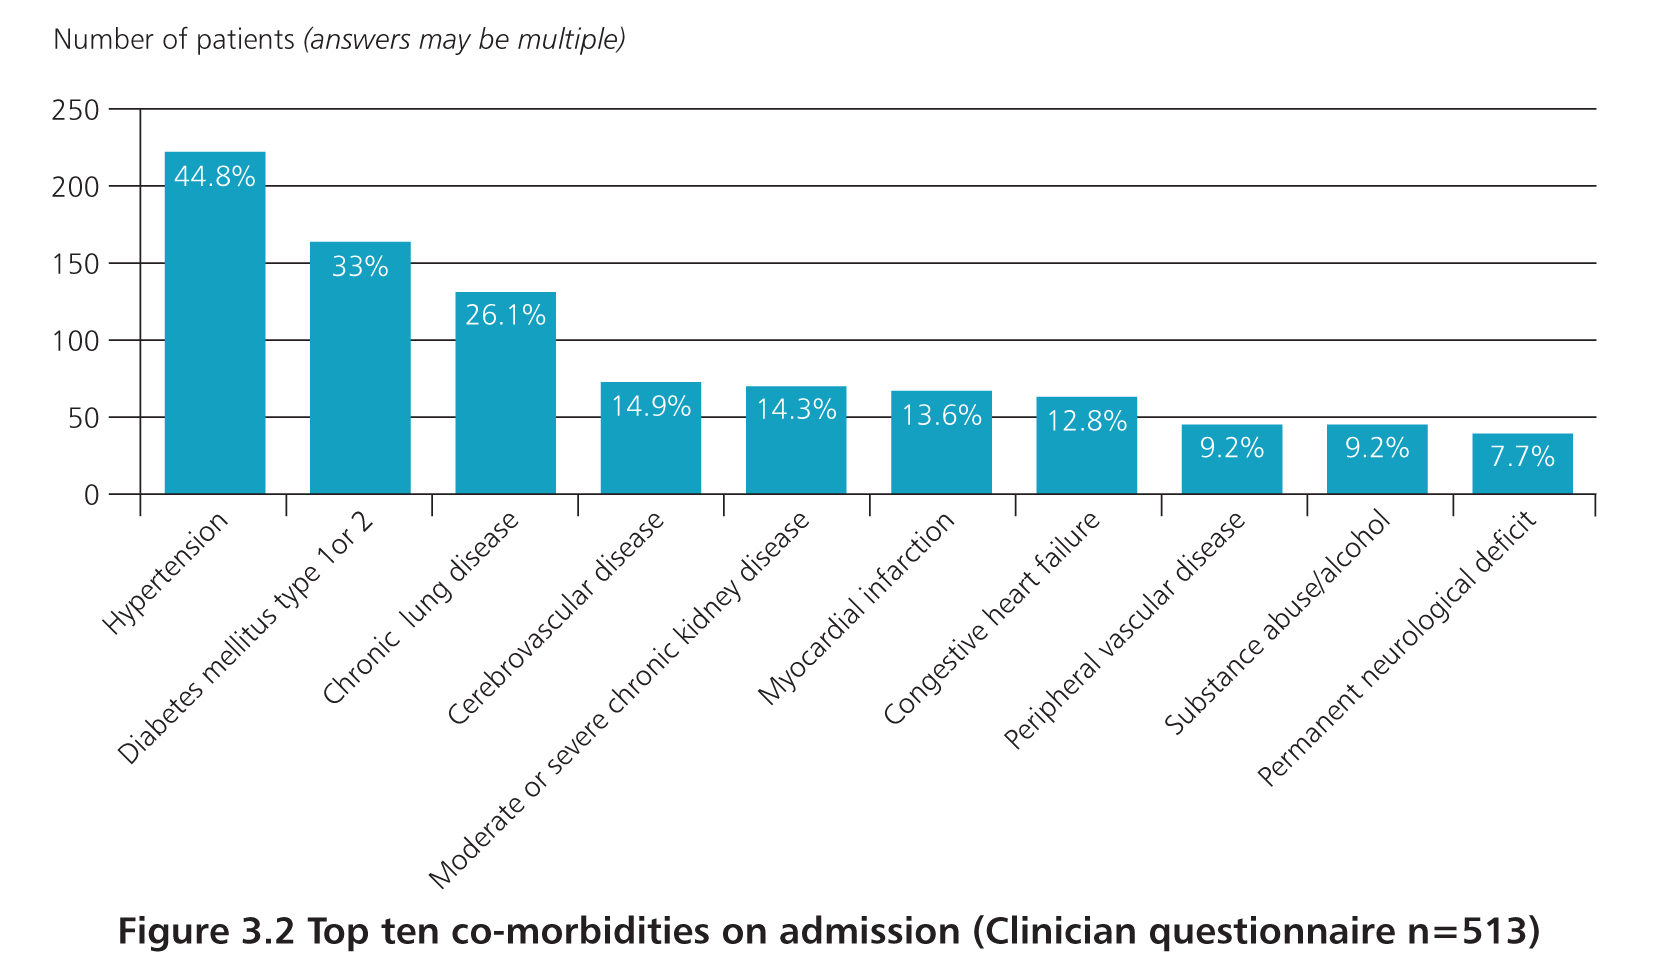 Number of patients (answers may be multiple)
250
200
150
100
50
0
44.8%
33%
26.1%
14.9%
14.3%
13.6%
12.8%
9.2%
9.2%
7.7%
Hypertension
Diabetes mellitus type 1or 2
Chronic lung disease
Cerebrovascular disease
Moderate or severe chronic kidney disease
Myocardial infarction
Congestive heart failure
Peripheral vascular disease
Substance abuse/alcohol
Permanent neurological deficit
Figure 3.2 Top ten co-morbidities on admission (Clinician questionnaire n=513)